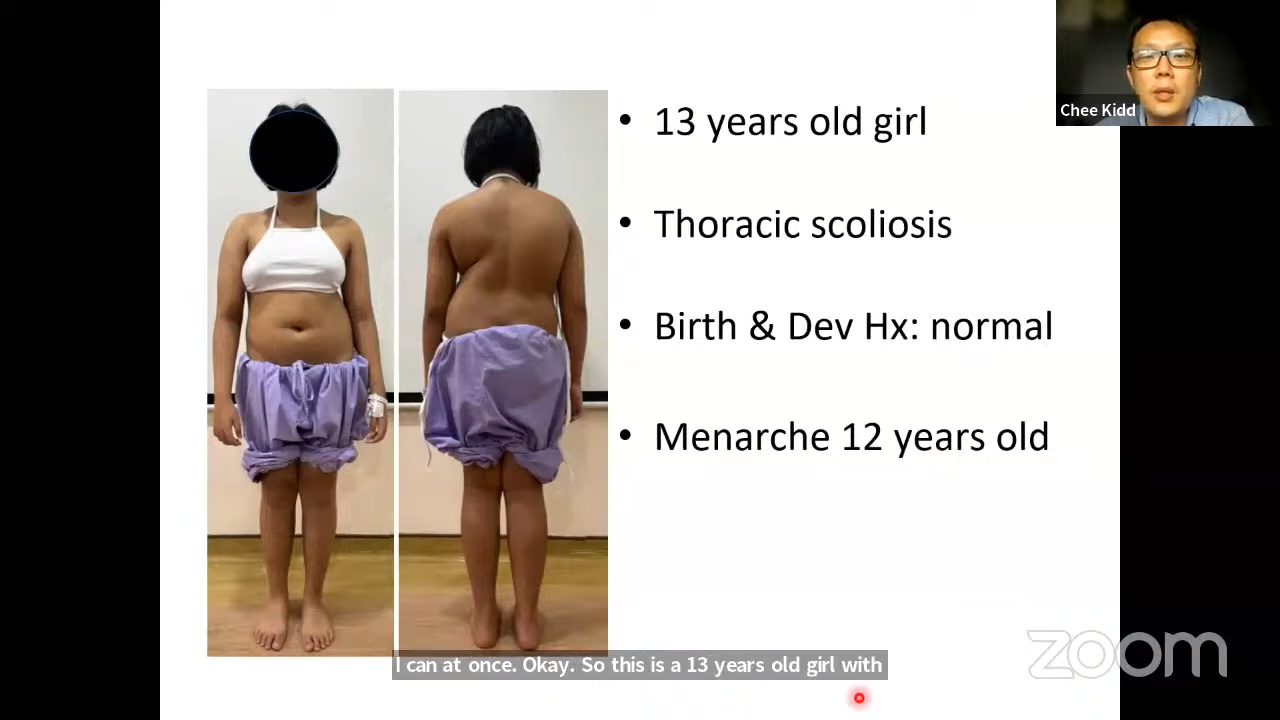 Chee Kidd
• 13 years old girl
• Thoracic scoliosis
• Birth & Dev Hx: normal
• Menarche 12 years old
zoom
I can at once. Okay. So this is a 13 years old girl with